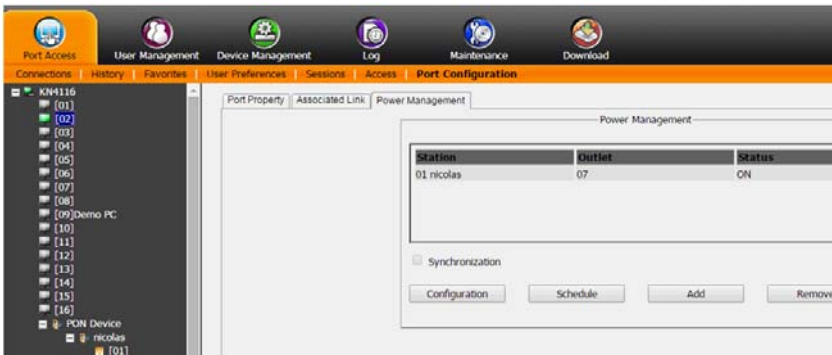 Port Access User Management Device Management Log Maintenance Download
Connections | History | Favorites | User Preferences | Sessions | Access | Port Configuration
KN4116
[01]
[02]
[03]
[04]
[05]
[06]
[07]
[08]
[09]Demo PC
[10]
[11]
[12]
[13]
[14]
[15]
[16]
PON Device
nicolas
[01]
Port Property Associated Link Power Management
Power Management
Station Outlet Status
01 nicolas 07 ON
Synchronization
Configuration Schedule Add Remove